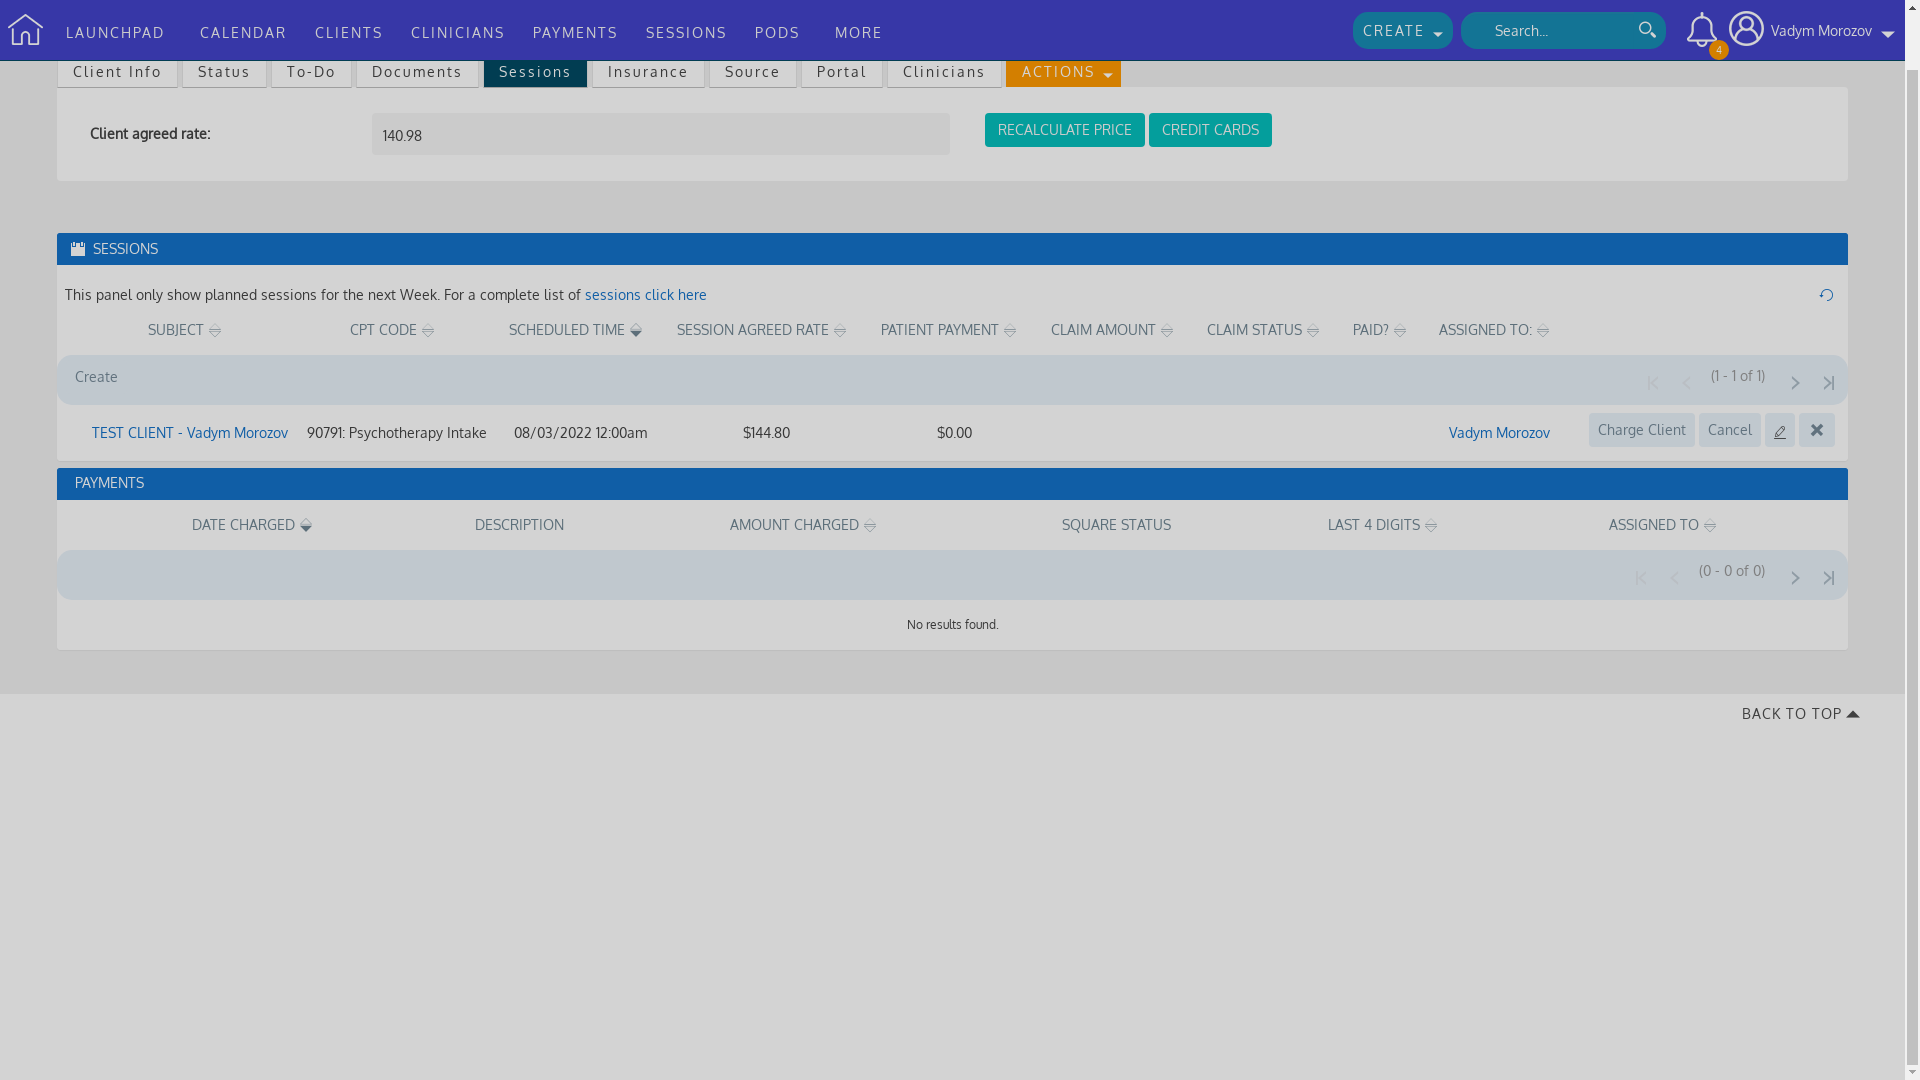 LAUNCHPAD CALENDAR CLIENTS CLINICIANS PAYMENTS SESSIONS PODS MORE CREATE Search... 4 Vadym Morozov
Client Info Status To-Do Documents Sessions Insurance Source Portal Clinicians ACTIONS
Client agreed rate: 140.98 RECALCULATE PRICE CREDIT CARDS
SESSIONS
This panel only show planned sessions for the next Week. For a complete list of sessions click here
SUBJECT CPT CODE SCHEDULED TIME SESSION AGREED RATE PATIENT PAYMENT CLAIM AMOUNT CLAIM STATUS PAID? ASSIGNED TO:
Create (1 - 1 of 1)
TEST CLIENT - Vadym Morozov 90791: Psychotherapy Intake 08/03/2022 12:00am $144.80 $0.00 Vadym Morozov Charge Client Cancel
PAYMENTS
DATE CHARGED DESCRIPTION AMOUNT CHARGED SQUARE STATUS LAST 4 DIGITS ASSIGNED TO
(0 - 0 of 0)
No results found.
BACK TO TOP